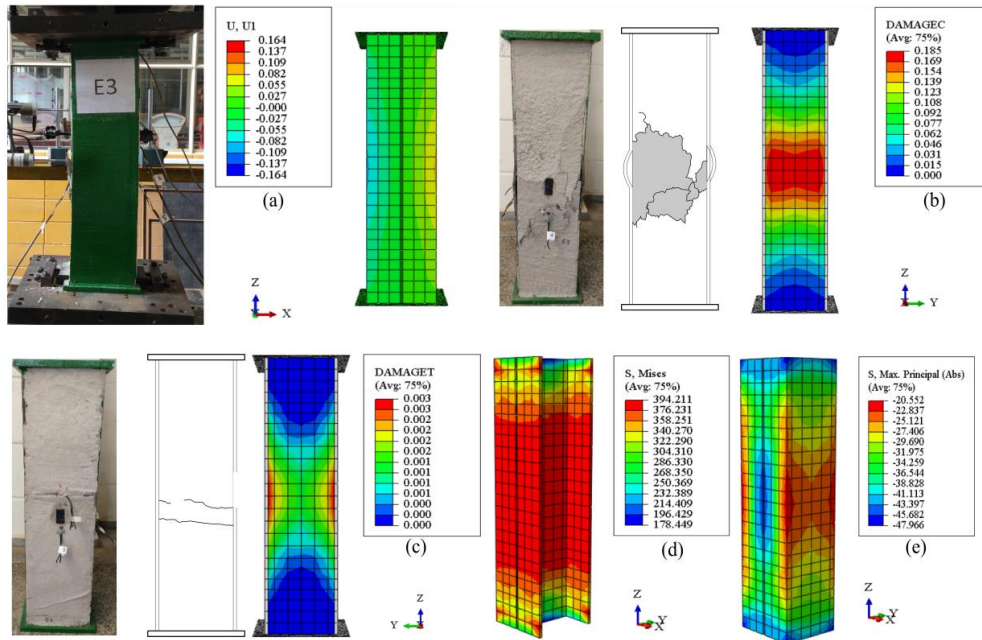 E3
U, U1
0.164
0.137
0.109
0.082
0.055
0.027
-0.000
-0.027
-0.055
-0.082
-0.109
-0.137
-0.164
(a)
Z
X
DAMAGEC
(Avg: 75%)
0.185
0.169
0.154
0.139
0.123
0.108
0.092
0.077
0.062
0.046
0.031
0.015
0.000
(b)
Z
X
Y
DAMAGET
(Avg: 75%)
0.003
0.003
0.002
0.002
0.002
0.002
0.001
0.001
0.001
0.001
0.000
0.000
0.000
(c)
Z
Y
X
S, Mises
(Avg: 75%)
394.211
376.231
358.251
340.270
322.290
304.310
286.330
268.350
250.369
232.389
214.409
196.429
178.449
(d)
Z
Y
X
S, Max. Principal (Abs)
(Avg: 75%)
-20.552
-22.837
-25.121
-27.406
-29.690
-31.975
-34.259
-36.544
-38.828
-41.113
-43.397
-45.682
-47.966
(e)
Z
Y
X